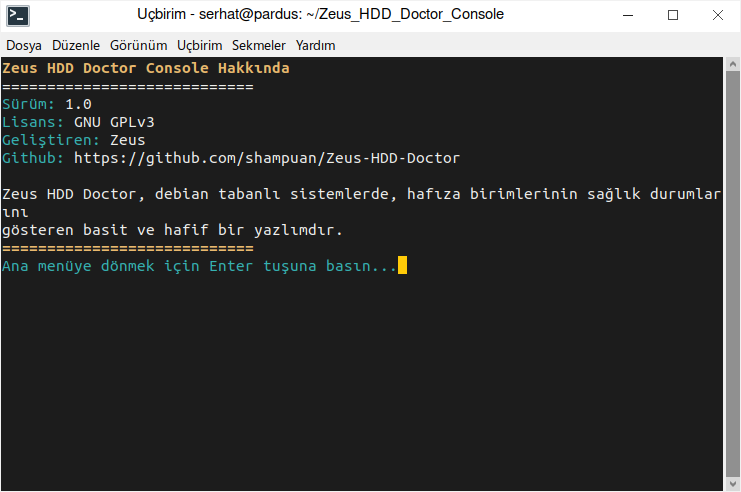 Uçbirim - serhat@pardus: ~/Zeus_HDD_Doctor_Console
Dosya Düzenle Görünüm Uçbirim Sekmeler Yardım
Zeus HDD Doctor Console Hakkında
============================
Sürüm: 1.0
Lisans: GNU GPLv3
Geliştiren: Zeus
Github: https://github.com/shampuan/Zeus-HDD-Doctor
Zeus HDD Doctor, debian tabanlı sistemlerde, hafıza birimlerinin sağlık durumlar
ını
gösteren basit ve hafif bir yazlımdır.
============================
Ana menüye dönmek için Enter tuşuna basın...